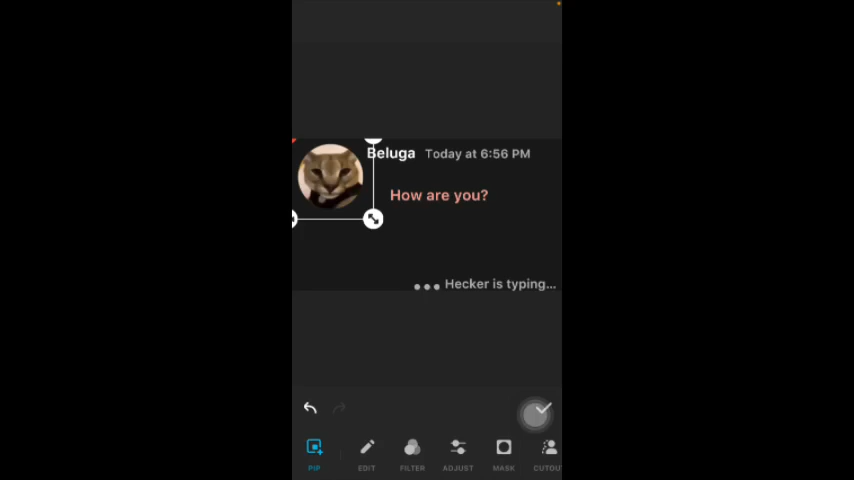 Beluga Today at 6:56 PM
How are you?
Hecker is typing...
PIP EDIT FILTER ADJUST MASK CUTOU